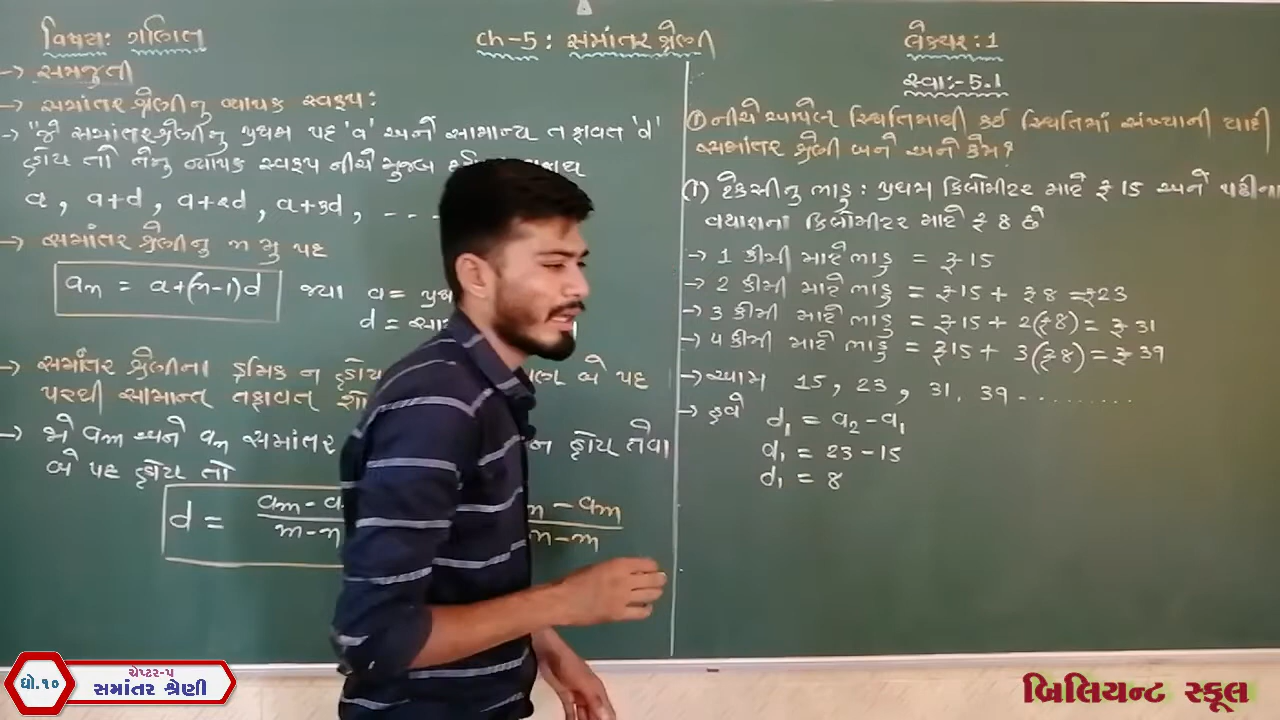 વિષય: ગણિત
ch-5 : સમાંતર શ્રેણી
લેક્ચર: 1
→ સમજુતી
→ સમાંતર શ્રેણીનુ વ્યાપક સ્વરૂપ :
→ "જો સમાંતર શ્રેણીનુ પ્રથમ પદ 'a' અને સામાન્ય તફાવત 'd'
હોય તો તેનુ વ્યાપક સ્વરૂપ નીચે મુજબ
a, a+d, a+2d, a+3d, - - -
→ સમાંતર શ્રેણીનુ n મુ પદ
an = a+(n-1)d જ્યા a =
d =
→ સમાંતર શ્રેણીના ક્રમિક ન હોય બે પદ
પરથી સામાન્ત તફાવત
→ જો am અને an સમાંતર ન હોય તેવા
બે પદ હોય તો
d =
m-n
સ્વા:-5.1
① નીચે આપેલ સ્થિતિમાથી કઈ સ્થિતિમાં સંખ્યાની યાદી
સમાંતર શ્રેણી બને અને કેમ?
(1) ટેક્સીનુ ભાડુ : પ્રથમ કિલોમીટર માટે ₹ 15 અને પછીના
વધારાના કિલોમીટર માટે ₹ 8 છે
→ 1 કીમી માટે ભાડુ = ₹15
→ 2 કીમી માટે ભાડુ = ₹15 + ₹8 = ₹23
→ 3 કીમી માટે ભાડુ = ₹15 + 2(₹8) = ₹ 31
→ 4 કીમી માટે ભાડુ = ₹15 + 3(₹8) = ₹ 39
→ આમ 15, 23, 31, 39 ..........
→ હવે d₁ = a₂ - a₁
d₁ = 23 - 15
d₁ = 8
ધો.૧૦
ચેપ્ટર-૫
સમાંતર શ્રેણી
બ્રિલિયન્ટ સ્કૂલ